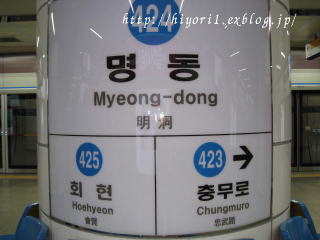 http://hiyori1.exblog.jp/
424
명 동
Myeong-dong
明洞
425
회 현
Hoehyeon
會賢
423
충무로
Chungmuro
忠武路